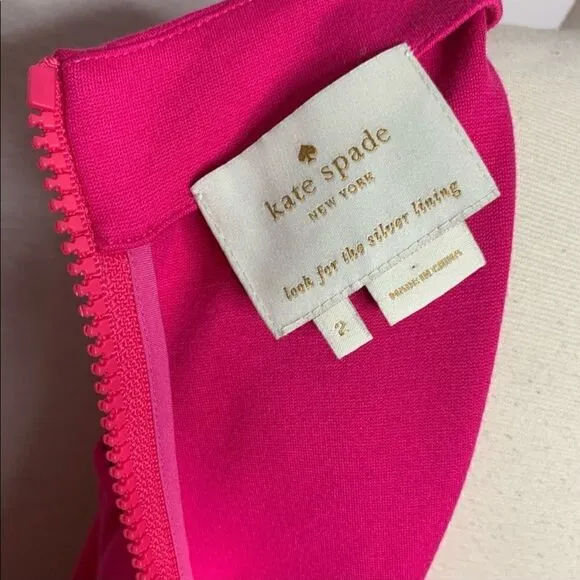 kate spade
NEW YORK
look for the silver lining
2
MADE IN CHINA